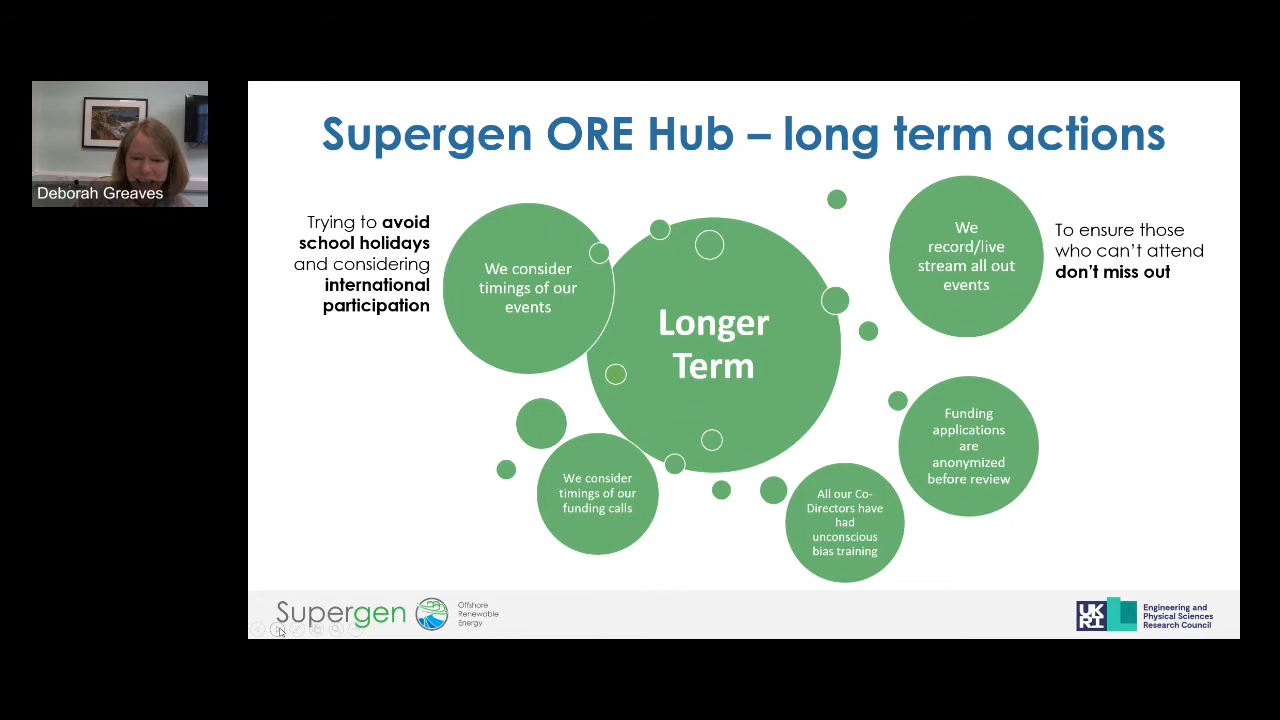 Supergen ORE Hub – long term actions
Deborah Greaves
Trying to avoid
school holidays
and considering
international
participation
We consider
timings of our
events
Longer
Term
We
record/live
stream all out
events
To ensure those
who can't attend
don't miss out
Funding
applications
are
anonymized
before review
We consider
timings of our
funding calls
All our Co-
Directors have
had
unconscious
bias training
Supergen
Offshore
Renewable
Energy
UK
RI
Engineering and
Physical Sciences
Research Council